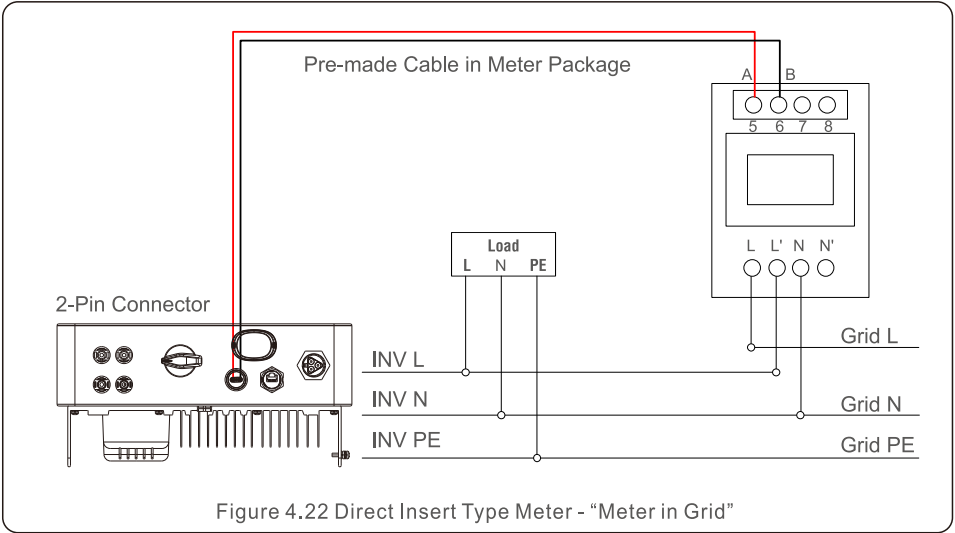 Pre-made Cable in Meter Package
A B
5 6 7 8
L L' N N'
Load
L N PE
2-Pin Connector
INV L
Grid L
INV N
Grid N
INV PE
Grid PE
Figure 4.22 Direct Insert Type Meter - “Meter in Grid”